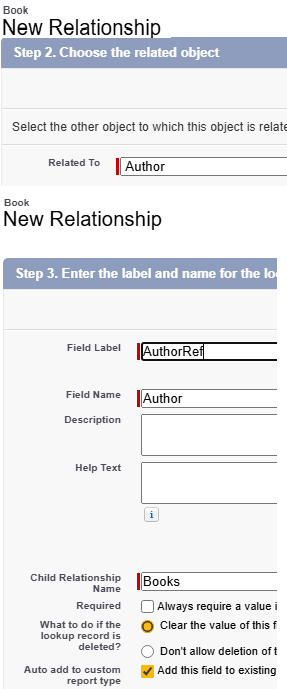 Book
New Relationship
Step 2. Choose the related object
Select the other object to which this object is relate
Related To
Author
Book
New Relationship
Step 3. Enter the label and name for the lo
Field Label
AuthorRef
Field Name
Author
Description
Help Text
i
Child Relationship
Name
Books
Required
Always require a value i
What to do if the
lookup record is
deleted?
Clear the value of this f
Don't allow deletion of t
Auto add to custom
report type
Add this field to existing